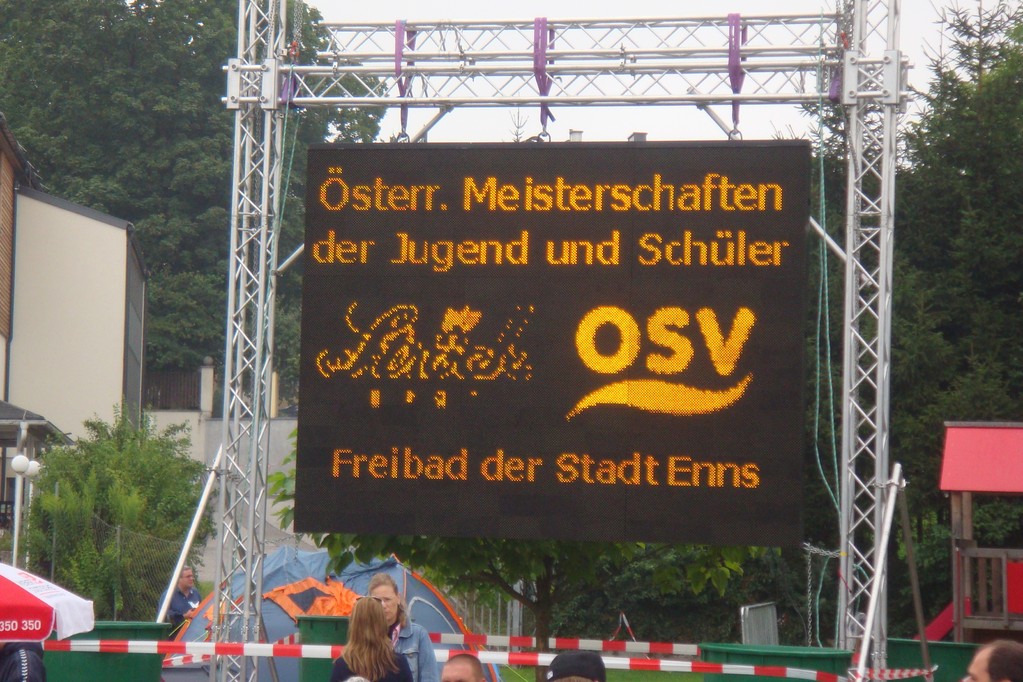 Österr. Meisterschaften
der Jugend und Schüler
OSV
Freibad der Stadt Enns
350 350